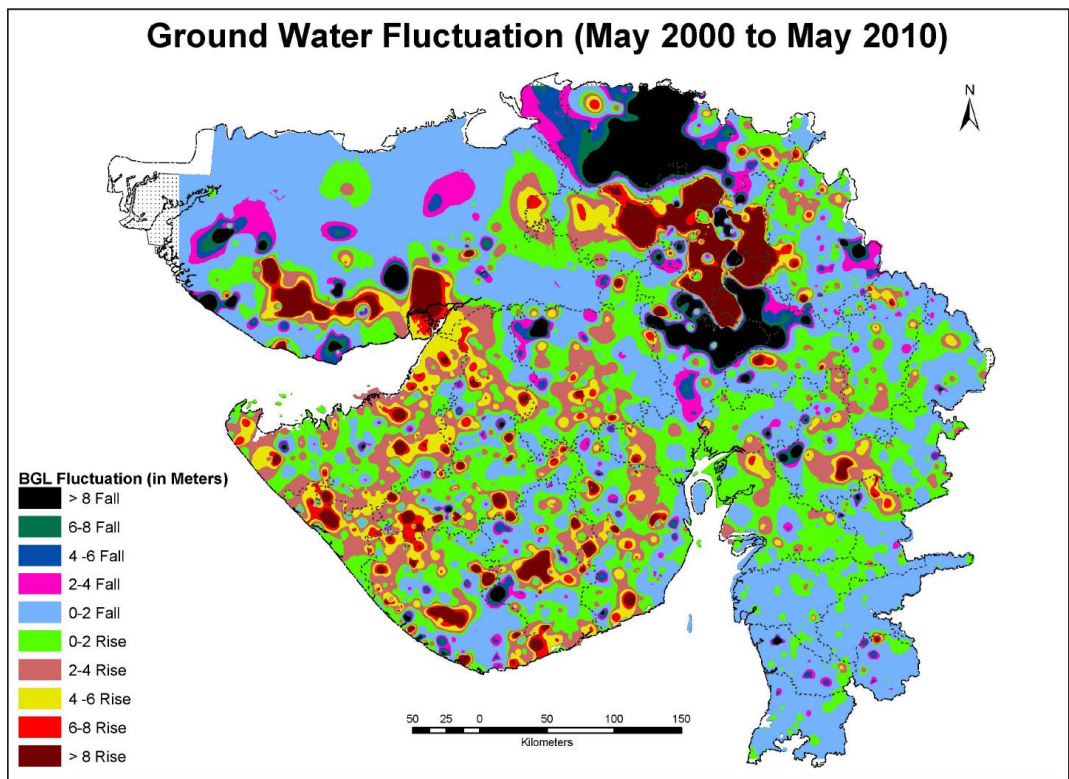 Ground Water Fluctuation (May 2000 to May 2010)
N
BGL Fluctuation (in Meters)
> 8 Fall
6-8 Fall
4 -6 Fall
2-4 Fall
0-2 Fall
0-2 Rise
2-4 Rise
4 -6 Rise
6-8 Rise
> 8 Rise
50 25 0 50 100 150
Kilometers